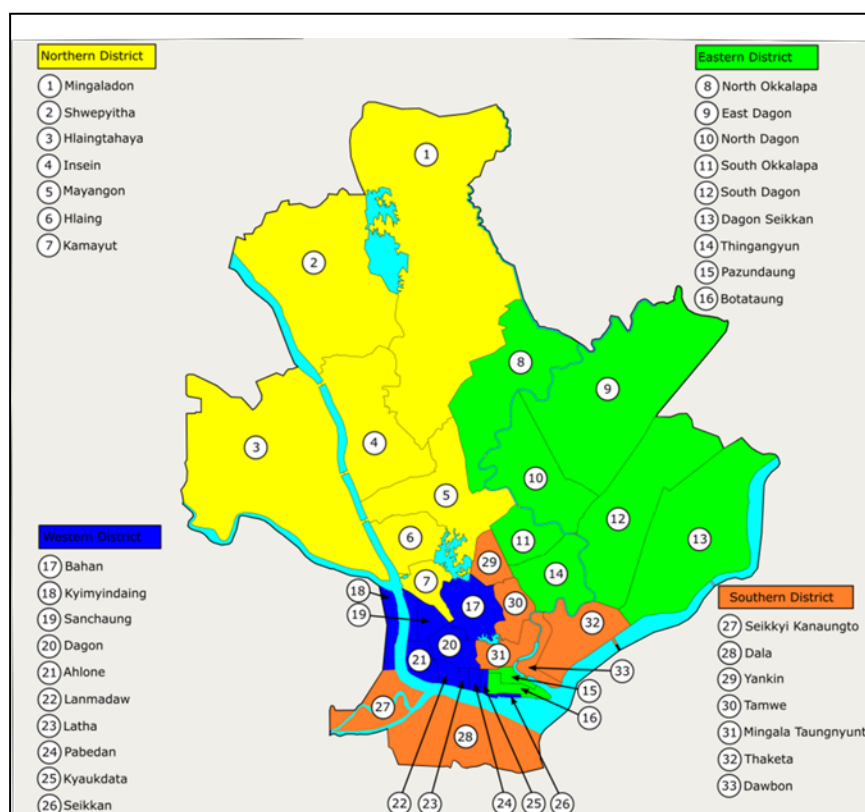 Northern District
1 Mingaladon
2 Shwepyitha
3 Hlaingtahaya
4 Insein
5 Mayangon
6 Hlaing
7 Kamayut
Eastern District
8 North Okkalapa
9 East Dagon
10 North Dagon
11 South Okkalapa
12 South Dagon
13 Dagon Seikkan
14 Thingangyun
15 Pazundaung
16 Botataung
1
2
3
4
5
6
7
8
9
10
11
12
13
14
29
30
32
17
18
19
20
21
31
33
15
16
27
28
22
23
24
25
26
Western District
17 Bahan
18 Kyimyindaing
19 Sanchaung
20 Dagon
21 Ahlone
22 Lanmadaw
23 Latha
24 Pabedan
25 Kyaukdata
26 Seikkan
Southern District
27 Seikkyi Kanaungto
28 Dala
29 Yankin
30 Tamwe
31 Mingala Taungnyunt
32 Thaketa
33 Dawbon